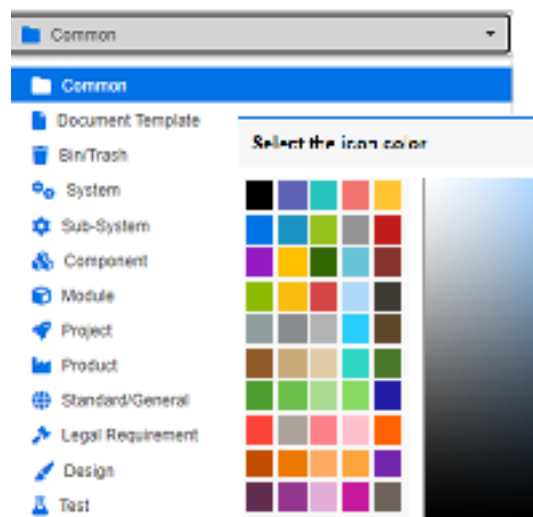 Common
Common
Document Template
Bin/Trash
Select the icon color
System
Sub-System
Component
Module
Project
Product
Standard/General
Legal Requirement
Design
Test